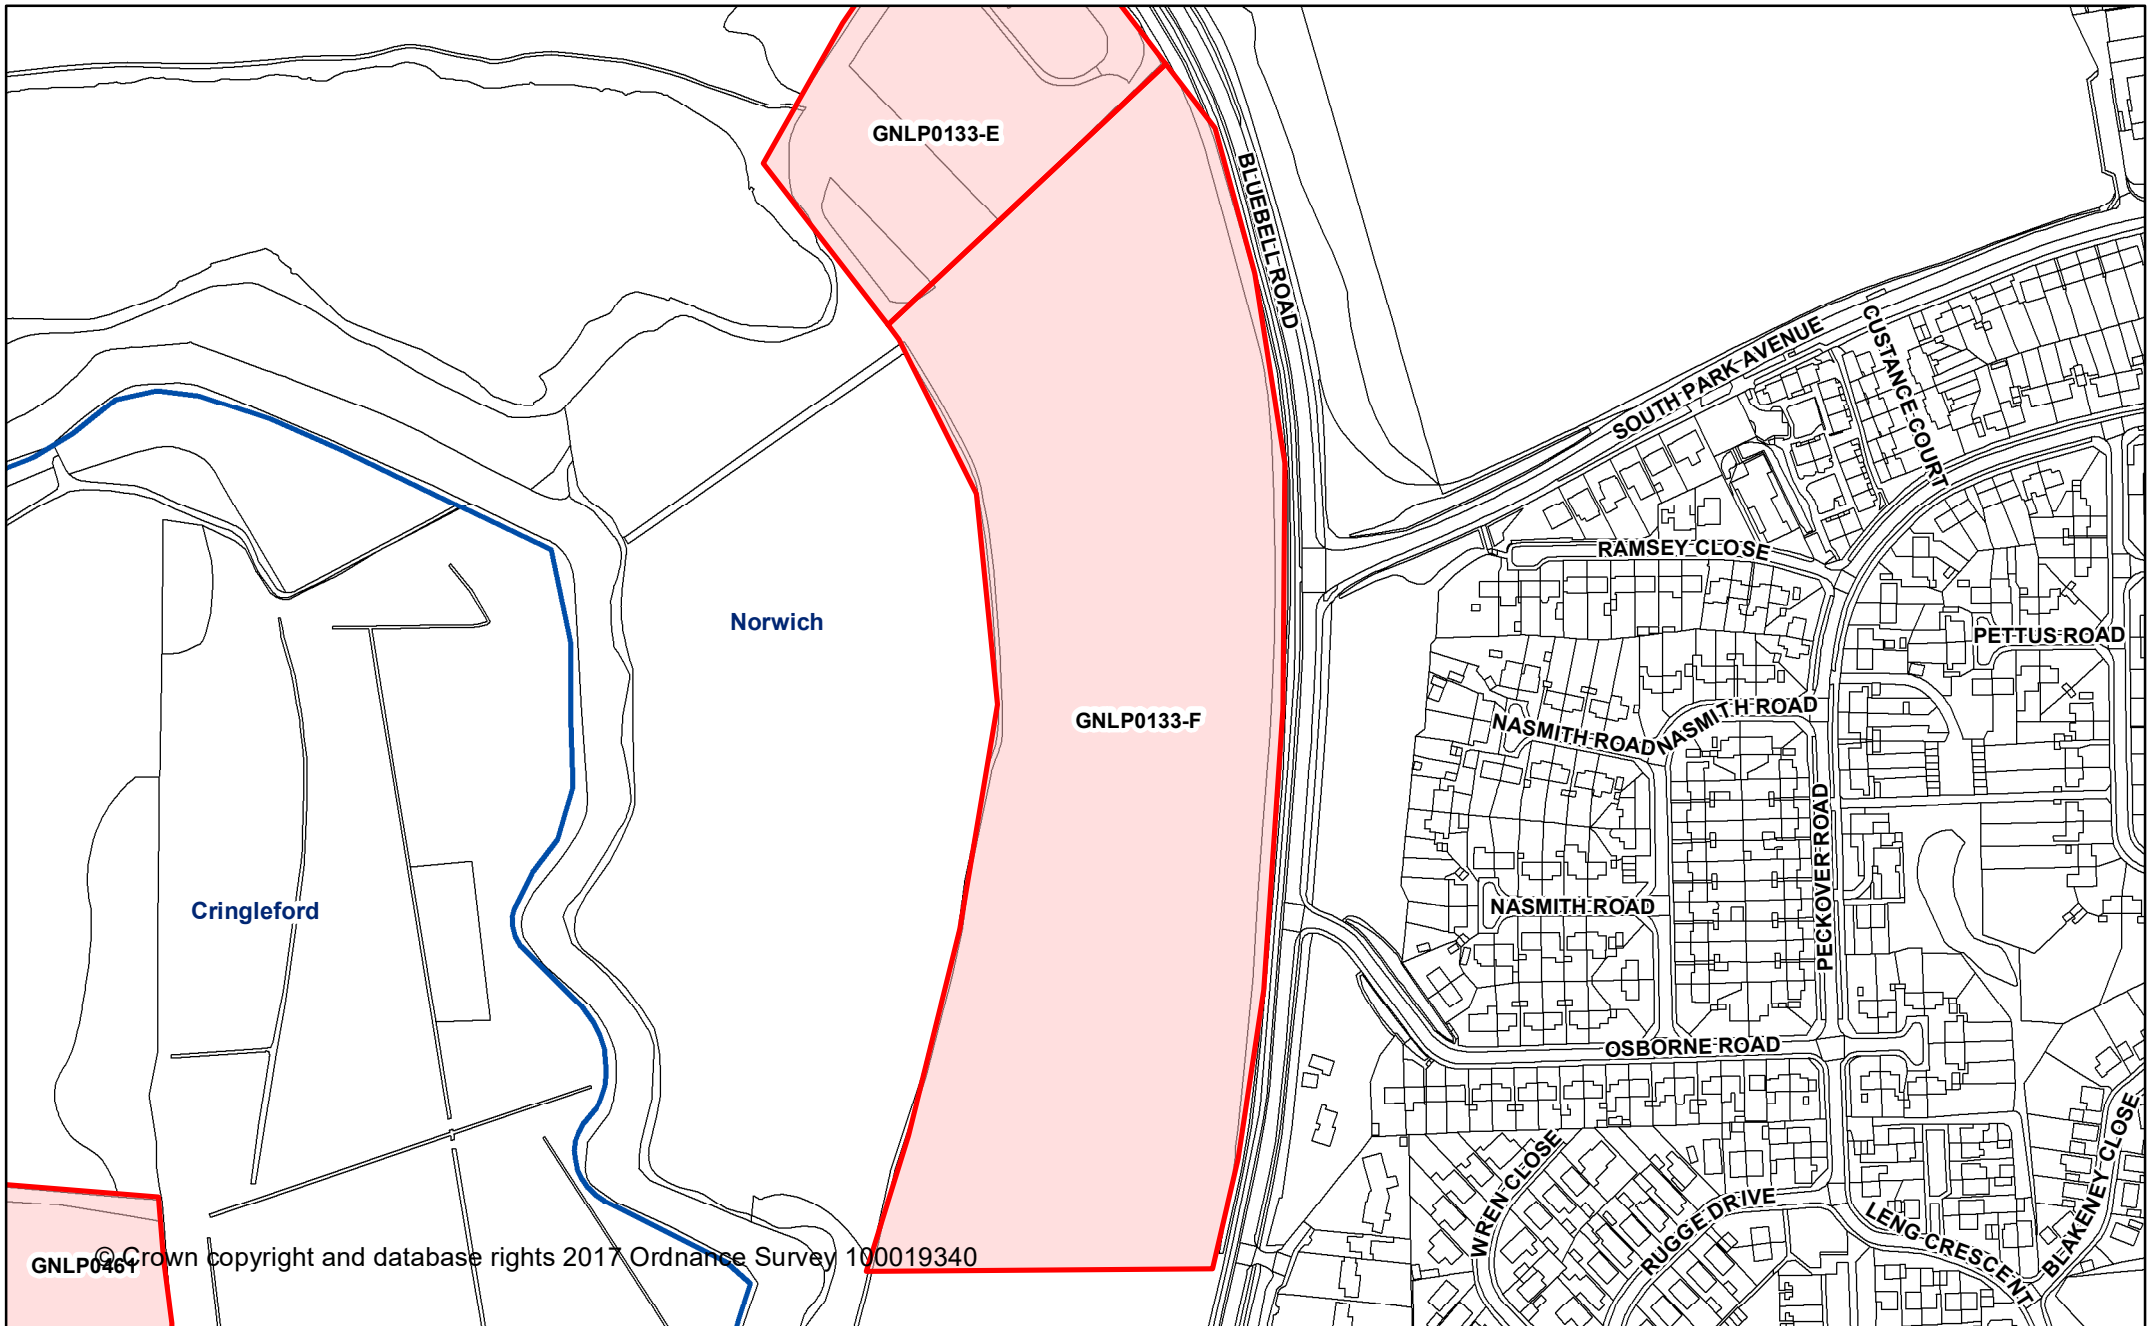 GNLP0133-E
BLUEBELL ROAD
SOUTH PARK AVENUE
CUSTANCE COURT
RAMSEY CLOSE
Norwich
PETTUS ROAD
GNLP0133-F
NASMITH ROAD
NASMITH ROAD
PECKOVER ROAD
Cringleford
NASMITH ROAD
OSBORNE ROAD
WREN CLOSE
RUGGE DRIVE
LENG CRESCENT
BLAKENEY CLOSE
GNLP0461
© Crown copyright and database rights 2017 Ordnance Survey 100019340